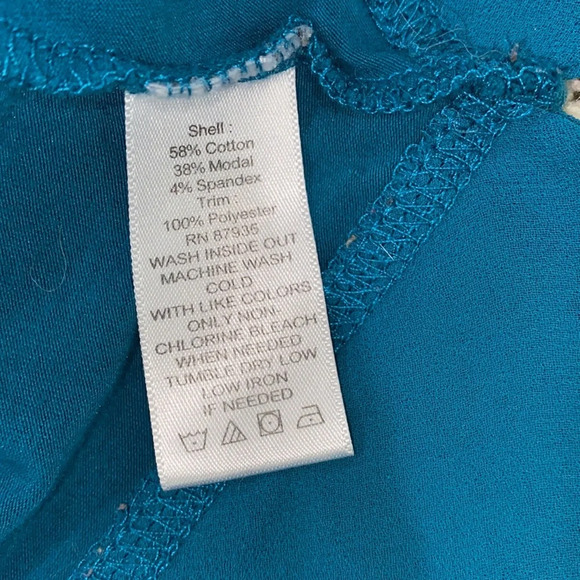 Shell :
58% Cotton
38% Modal
4% Spandex
Trim :
100% Polyester
RN 87935
WASH INSIDE OUT
MACHINE WASH
COLD
WITH LIKE COLORS
ONLY NON-
CHLORINE BLEACH
WHEN NEEDED
TUMBLE DRY LOW
LOW IRON
IF NEEDED